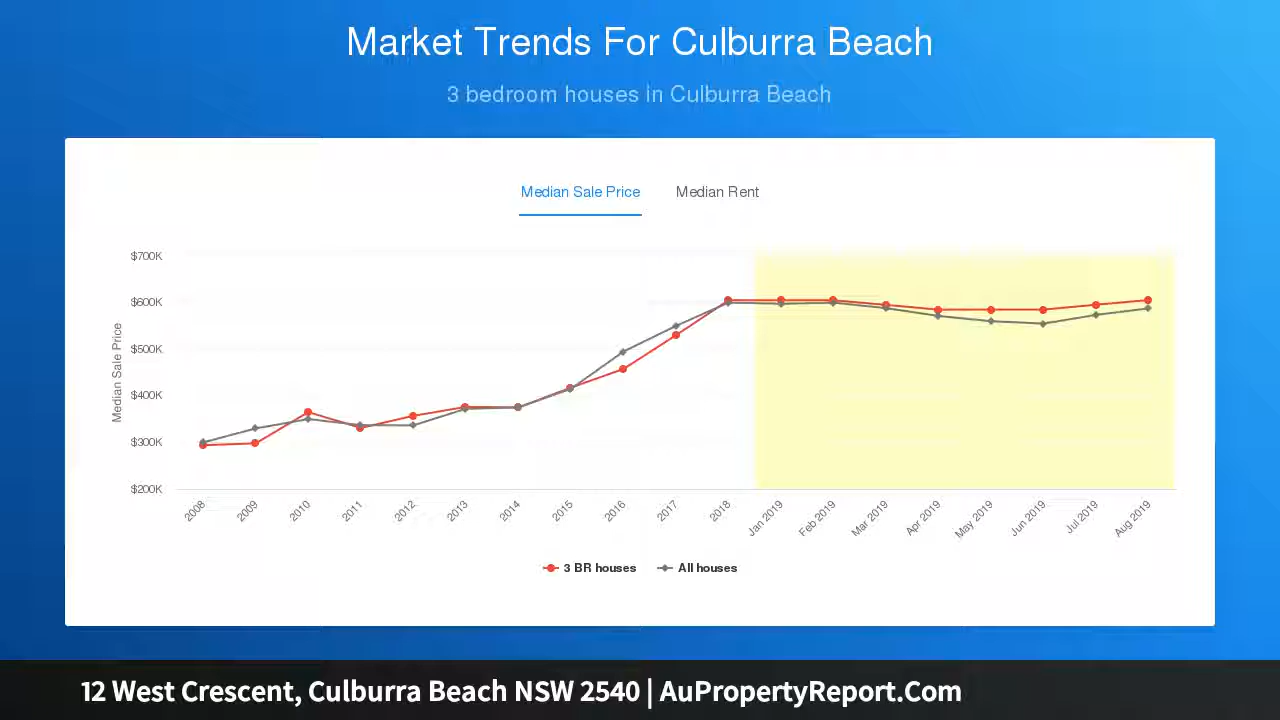 Market Trends For Culburra Beach
3 bedroom houses in Culburra Beach
Median Sale Price Median Rent
Median Sale Price
$700K
$600K
$500K
$400K
$300K
$200K
2008 2009 2010 2011 2012 2013 2014 2015 2016 2017 2018 Jan 2019 Feb 2019 Mar 2019 Apr 2019 May 2019 Jun 2019 Jul 2019 Aug 2019
3 BR houses All houses
12 West Crescent, Culburra Beach NSW 2540 | AuPropertyReport.Com